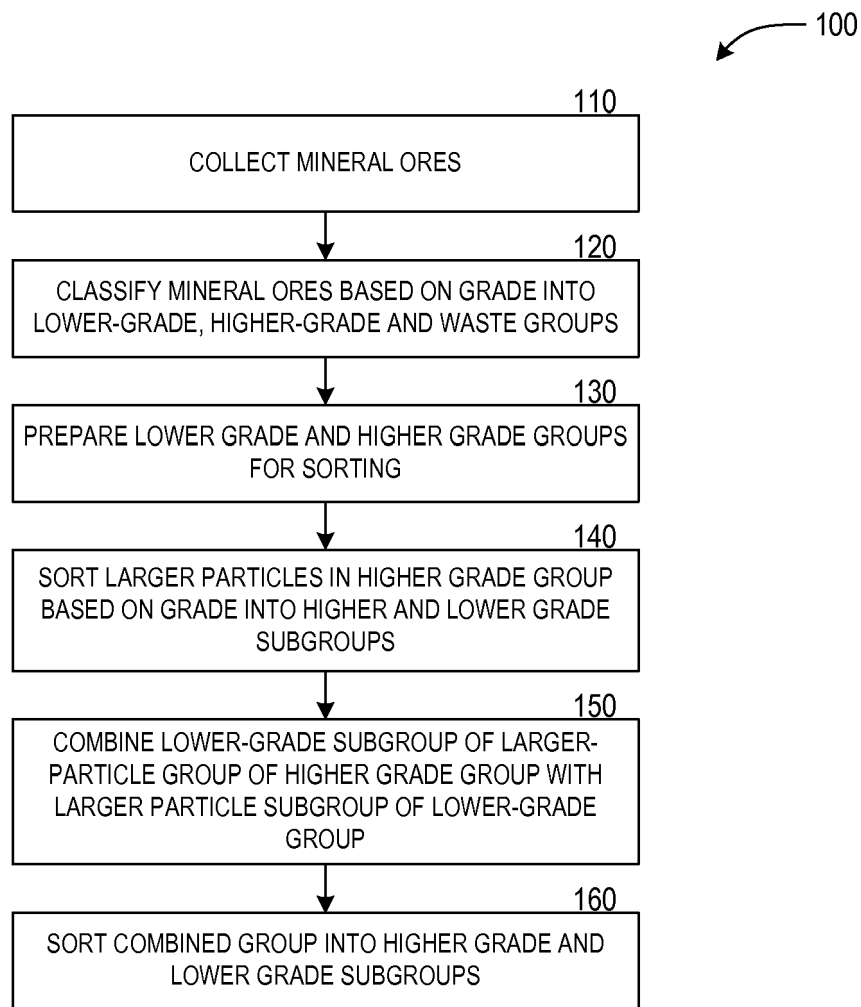 100
110
COLLECT MINERAL ORES
120
CLASSIFY MINERAL ORES BASED ON GRADE INTO
LOWER-GRADE, HIGHER-GRADE AND WASTE GROUPS
130
PREPARE LOWER GRADE AND HIGHER GRADE GROUPS
FOR SORTING
140
SORT LARGER PARTICLES IN HIGHER GRADE GROUP
BASED ON GRADE INTO HIGHER AND LOWER GRADE
SUBGROUPS
150
COMBINE LOWER-GRADE SUBGROUP OF LARGER-
PARTICLE GROUP OF HIGHER GRADE GROUP WITH
LARGER PARTICLE SUBGROUP OF LOWER-GRADE
GROUP
160
SORT COMBINED GROUP INTO HIGHER GRADE AND
LOWER GRADE SUBGROUPS